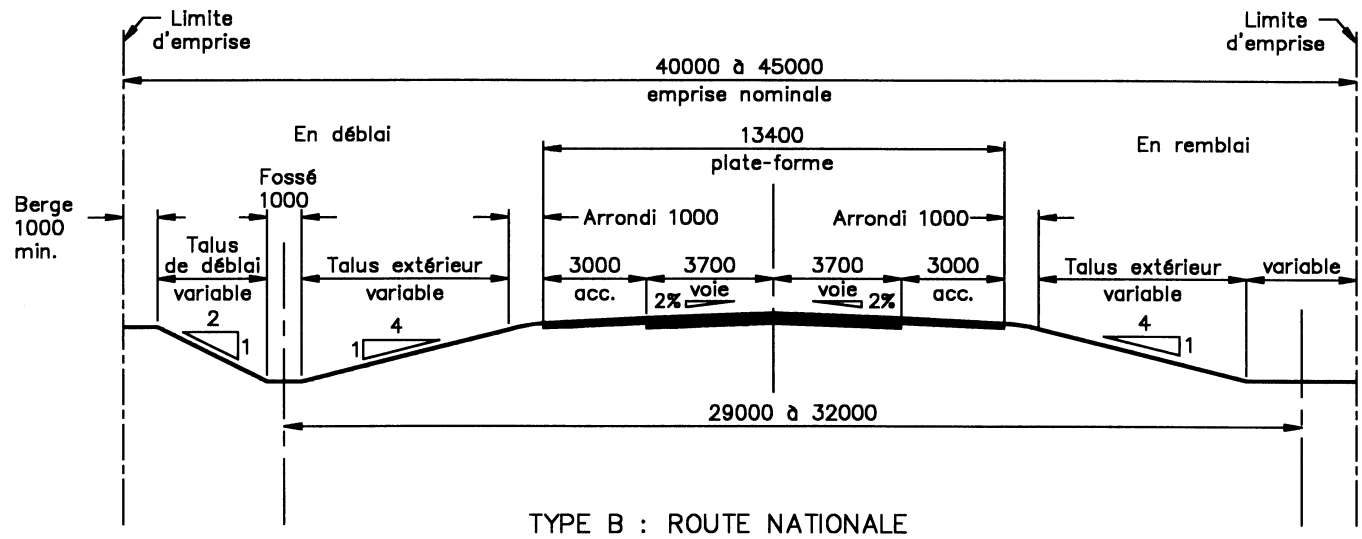 Limite
d'emprise
Limite
d'emprise
40000 à 45000
emprise nominale
En déblai
13400
plate-forme
En remblai
Fossé
1000
Berge
1000
min.
Arrondi 1000
Arrondi 1000
Talus
de déblai
variable
Talus extérieur
variable
3000
acc.
3700
voie
3700
voie
3000
acc.
Talus extérieur
variable
variable
2%
2%
2
1
4
1
4
1
29000 à 32000
TYPE B : ROUTE NATIONALE